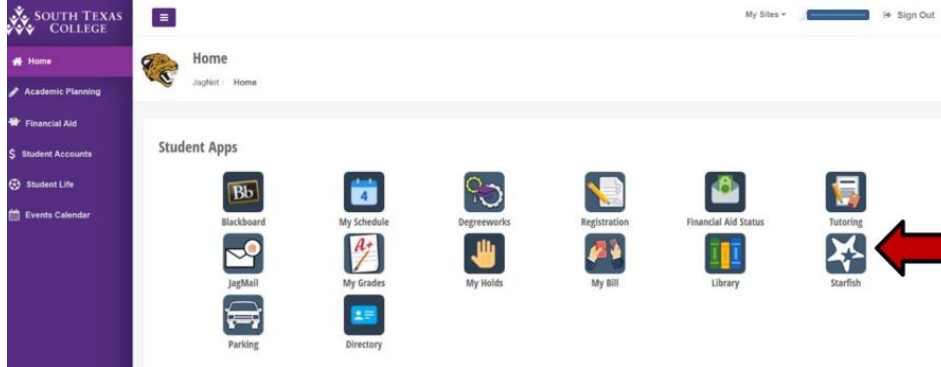 SOUTH TEXAS
COLLEGE
My Sites
Sign Out
Home
Academic Planning
Financial Aid
$ Student Accounts
Student Life
Events Calendar
Home
JagNet / Home
Student Apps
Bb 4
Blackboard My Schedule Degreeworks Registration Financial Aid Status Tutoring
A+
JagMail My Grades My Holds My Bill Library Starfish
Parking Directory